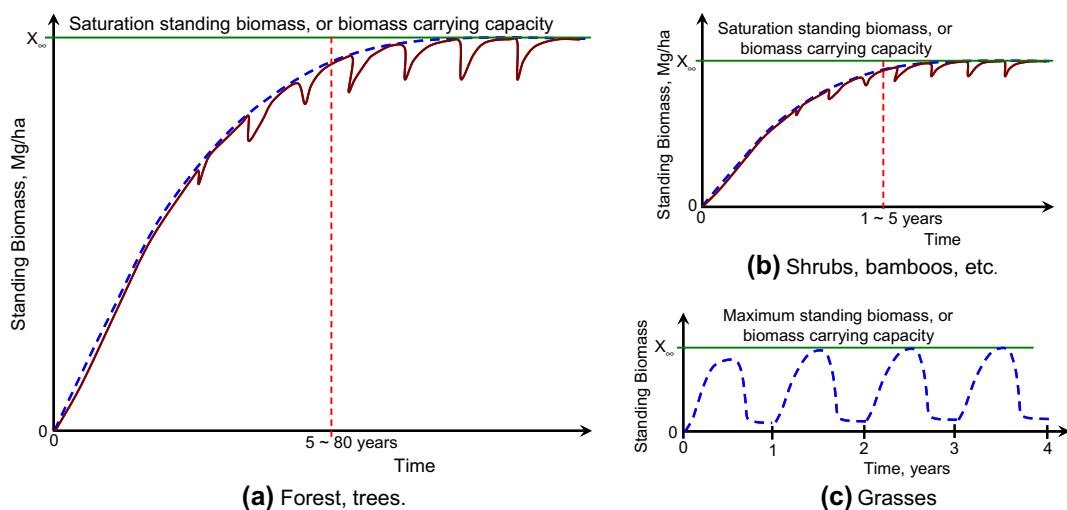 Saturation standing biomass, or biomass carrying capacity
X∞
Standing Biomass, Mg/ha
0
0
5 ~ 80 years
Time
(a) Forest, trees.
Saturation standing biomass, or
biomass carrying capacity
X∞
Standing Biomass, Mg/ha
0
0
1 ~ 5 years
Time
(b) Shrubs, bamboos, etc.
Maximum standing biomass, or
biomass carrying capacity
X∞
Standing Biomass
0
0 1 2 3 4
Time, years
(c) Grasses